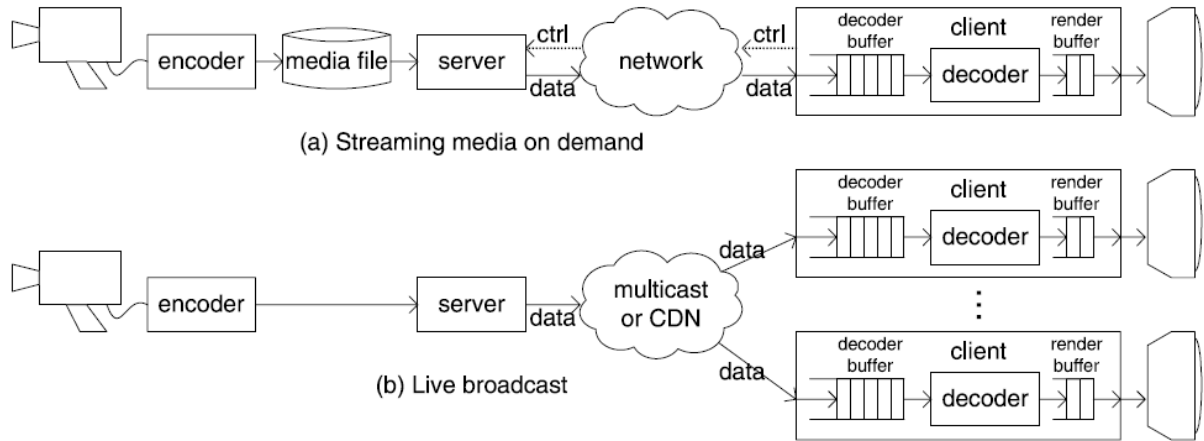 ctrl
ctrl
decoder
buffer
client
render
buffer
encoder
media file
server
network
decoder
data
data
(a) Streaming media on demand
decoder
buffer
client
render
buffer
decoder
data
encoder
server
multicast
or CDN
data
data
decoder
buffer
client
render
buffer
decoder
(b) Live broadcast